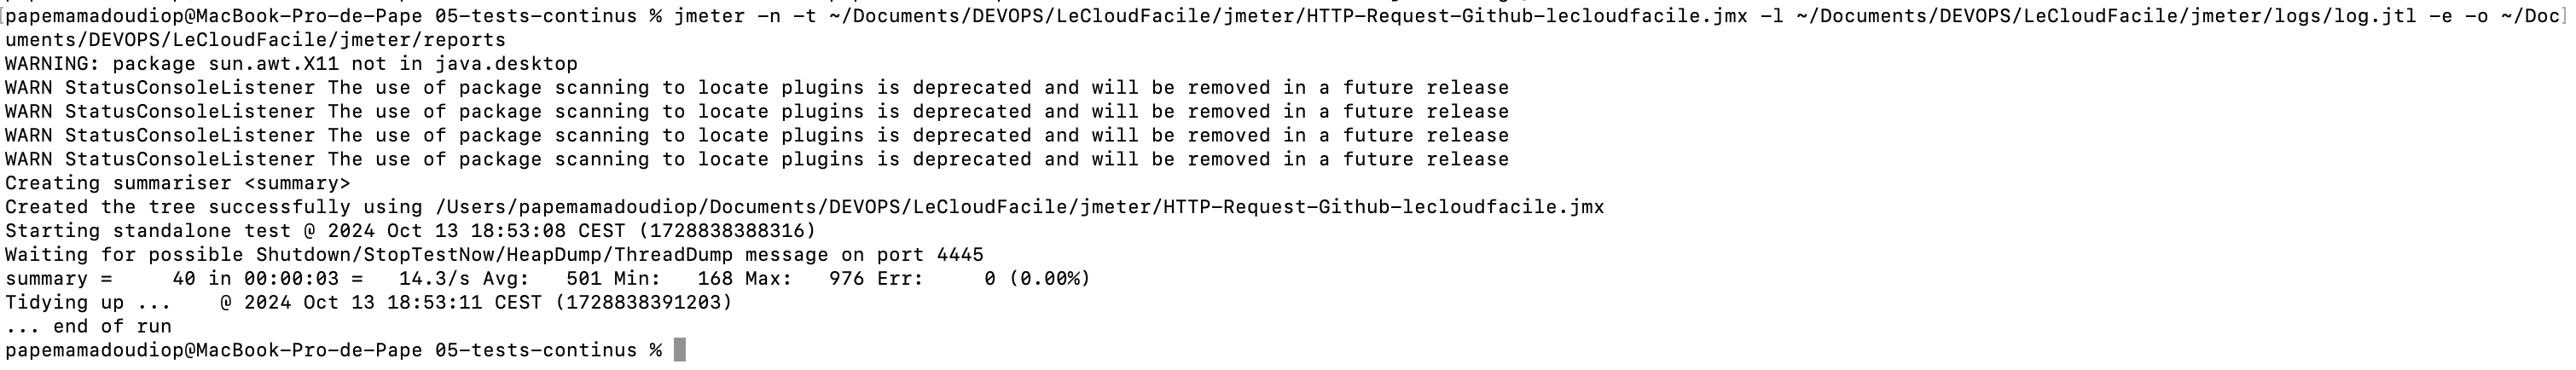 papemamadoudiop@MacBook-Pro-de-Pape 05-tests-continus % jmeter -n -t ~/Documents/DEVOPS/LeCloudFacile/jmeter/HTTP-Request-Github-lecloudfacile.jmx -l ~/Documents/DEVOPS/LeCloudFacile/jmeter/logs/log.jtl -e -o ~/Doc
uments/DEVOPS/LeCloudFacile/jmeter/reports
WARNING: package sun.awt.X11 not in java.desktop
WARN StatusConsoleListener The use of package scanning to locate plugins is deprecated and will be removed in a future release
WARN StatusConsoleListener The use of package scanning to locate plugins is deprecated and will be removed in a future release
WARN StatusConsoleListener The use of package scanning to locate plugins is deprecated and will be removed in a future release
WARN StatusConsoleListener The use of package scanning to locate plugins is deprecated and will be removed in a future release
Creating summariser <summary>
Created the tree successfully using /Users/papemamadoudiop/Documents/DEVOPS/LeCloudFacile/jmeter/HTTP-Request-Github-lecloudfacile.jmx
Starting standalone test @ 2024 Oct 13 18:53:08 CEST (1728838388316)
Waiting for possible Shutdown/StopTestNow/HeapDump/ThreadDump message on port 4445
summary =     40 in 00:00:03 =   14.3/s Avg:   501 Min:   168 Max:   976 Err:     0 (0.00%)
Tidying up ...    @ 2024 Oct 13 18:53:11 CEST (1728838391203)
... end of run
papemamadoudiop@MacBook-Pro-de-Pape 05-tests-continus %